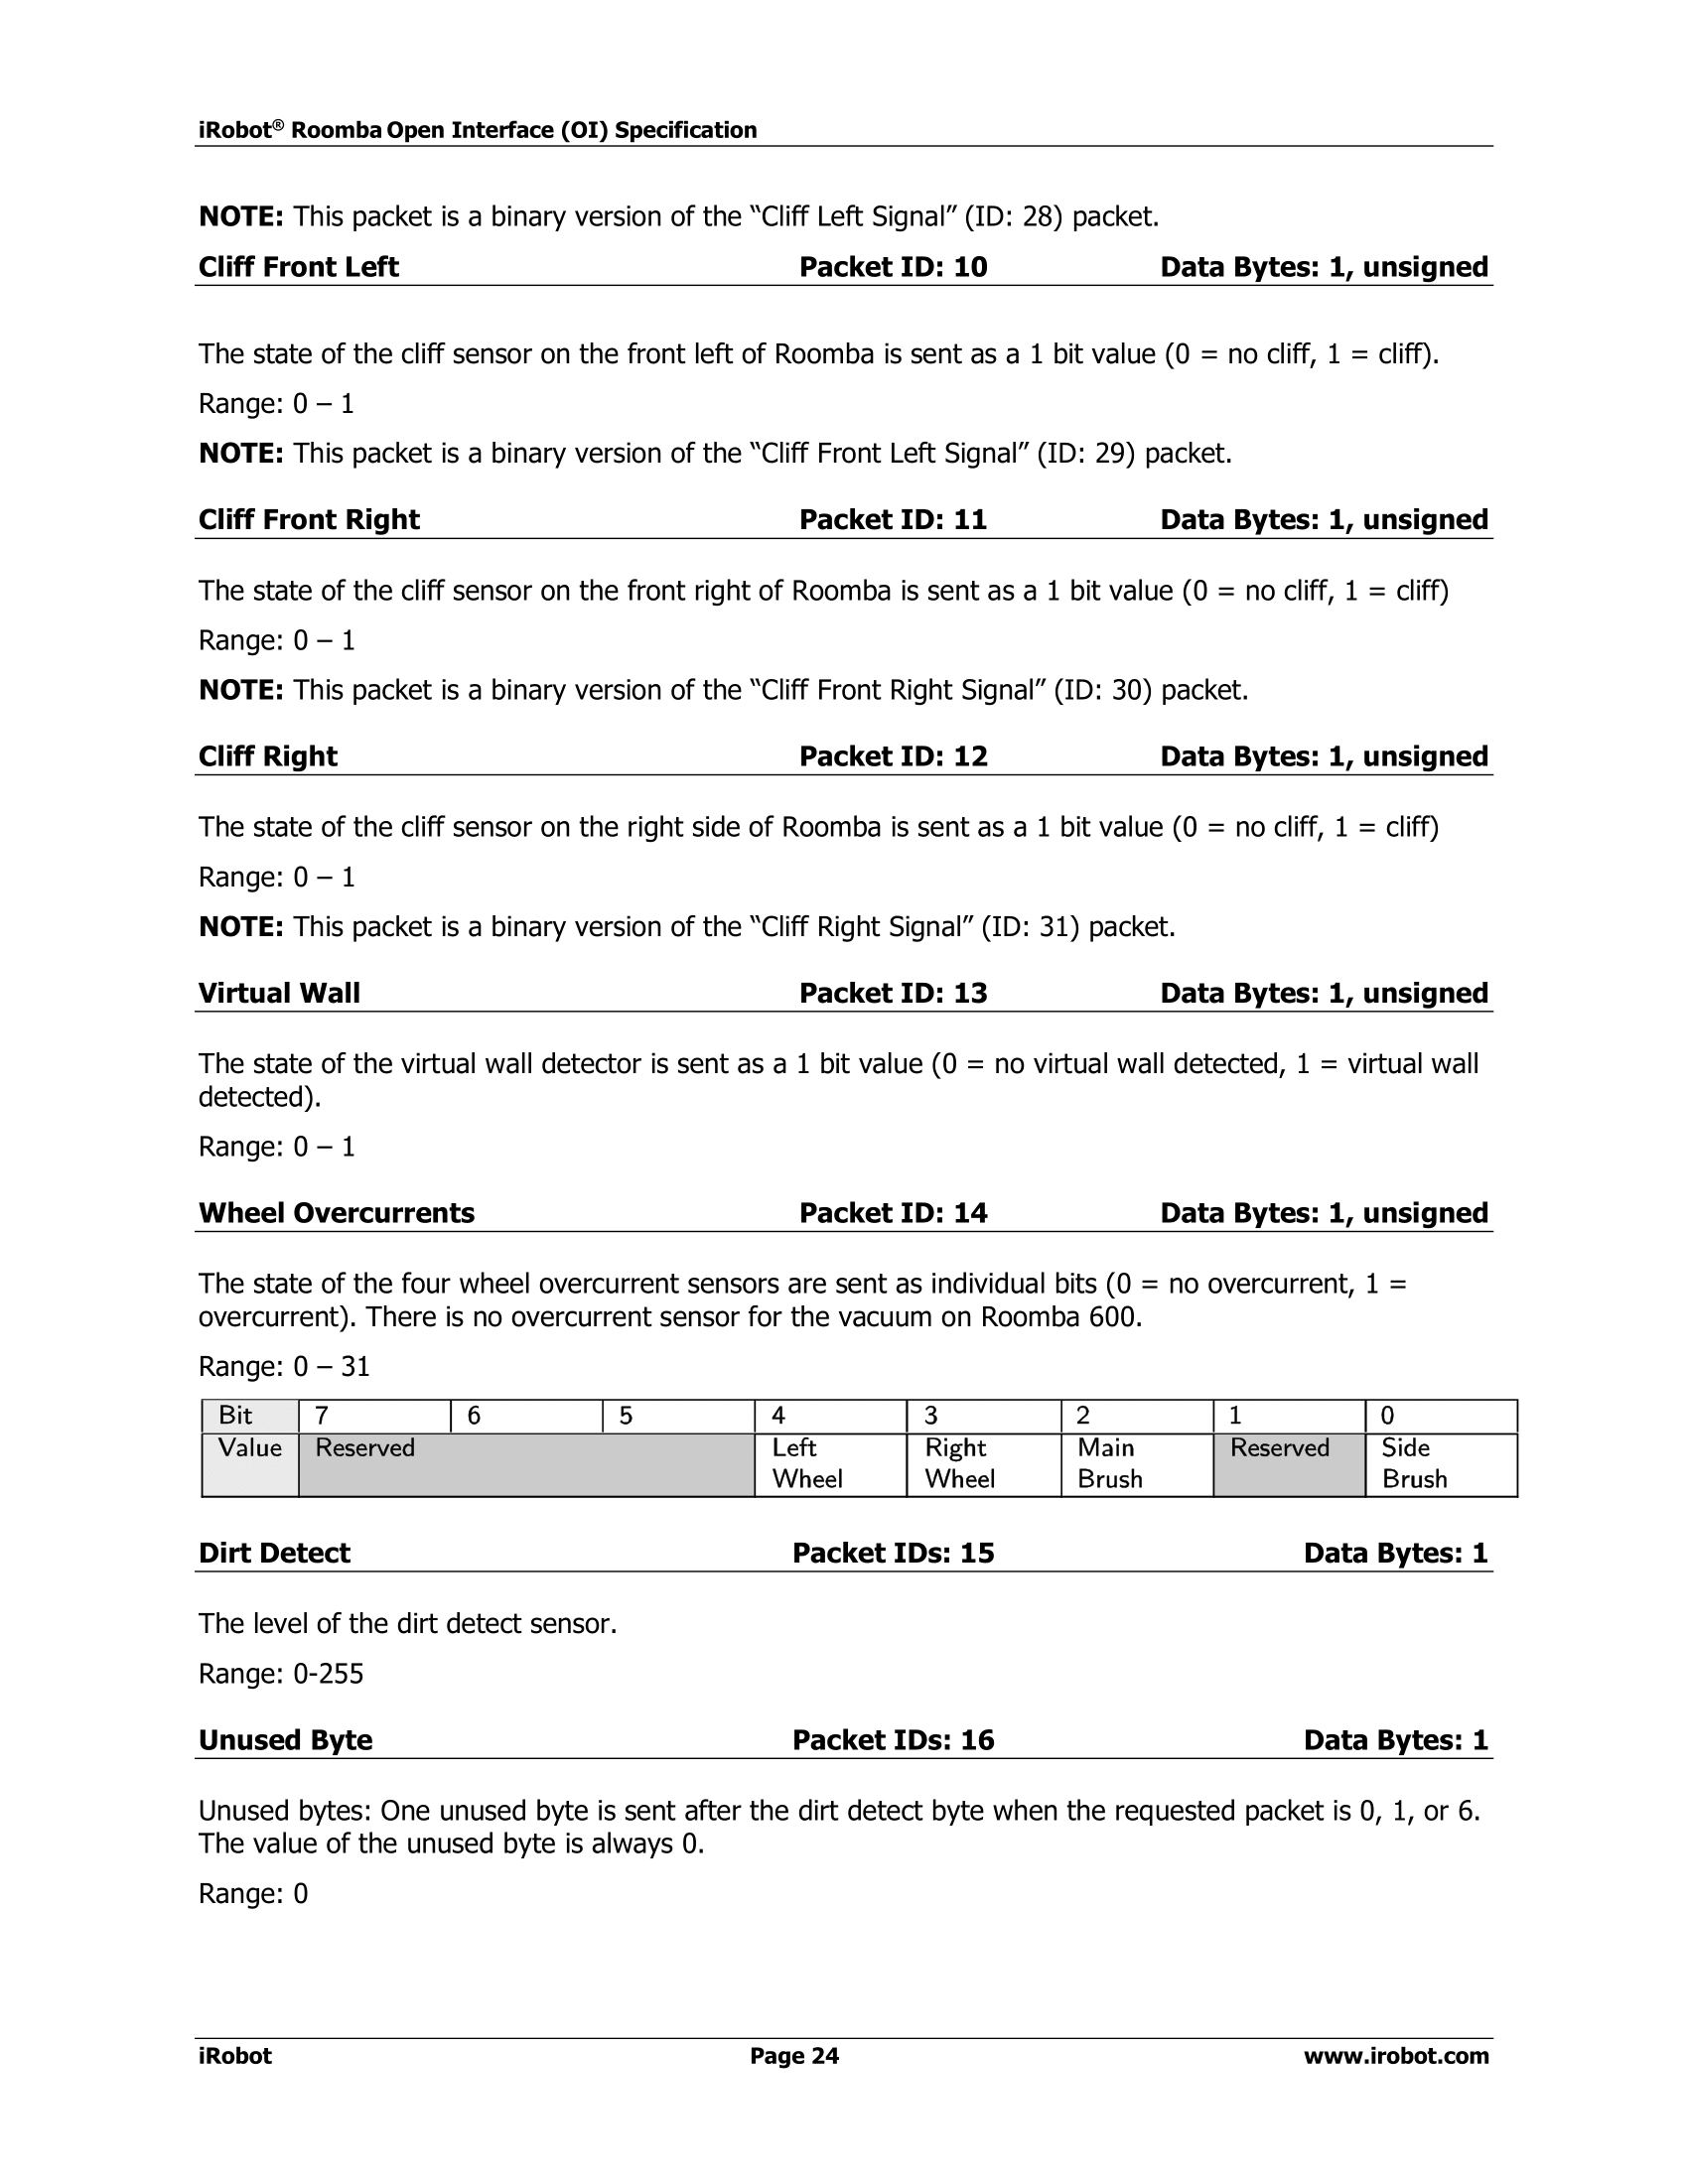 iRobot® Roomba Open Interface (OI) Specification
NOTE: This packet is a binary version of the “Cliff Left Signal” (ID: 28) packet.
Cliff Front Left Packet ID: 10 Data Bytes: 1, unsigned
The state of the cliff sensor on the front left of Roomba is sent as a 1 bit value (0 = no cliff, 1 = cliff).
Range: 0 – 1
NOTE: This packet is a binary version of the “Cliff Front Left Signal” (ID: 29) packet.
Cliff Front Right Packet ID: 11 Data Bytes: 1, unsigned
The state of the cliff sensor on the front right of Roomba is sent as a 1 bit value (0 = no cliff, 1 = cliff)
Range: 0 – 1
NOTE: This packet is a binary version of the “Cliff Front Right Signal” (ID: 30) packet.
Cliff Right Packet ID: 12 Data Bytes: 1, unsigned
The state of the cliff sensor on the right side of Roomba is sent as a 1 bit value (0 = no cliff, 1 = cliff)
Range: 0 – 1
NOTE: This packet is a binary version of the “Cliff Right Signal” (ID: 31) packet.
Virtual Wall Packet ID: 13 Data Bytes: 1, unsigned
The state of the virtual wall detector is sent as a 1 bit value (0 = no virtual wall detected, 1 = virtual wall
detected).
Range: 0 – 1
Wheel Overcurrents Packet ID: 14 Data Bytes: 1, unsigned
The state of the four wheel overcurrent sensors are sent as individual bits (0 = no overcurrent, 1 =
overcurrent). There is no overcurrent sensor for the vacuum on Roomba 600.
Range: 0 – 31
Bit 7 6 5 4 3 2 1 0
Value Reserved Left Right Main Reserved Side
Wheel Wheel Brush Brush
Dirt Detect Packet IDs: 15 Data Bytes: 1
The level of the dirt detect sensor.
Range: 0-255
Unused Byte Packet IDs: 16 Data Bytes: 1
Unused bytes: One unused byte is sent after the dirt detect byte when the requested packet is 0, 1, or 6.
The value of the unused byte is always 0.
Range: 0
iRobot Page 24 www.irobot.com